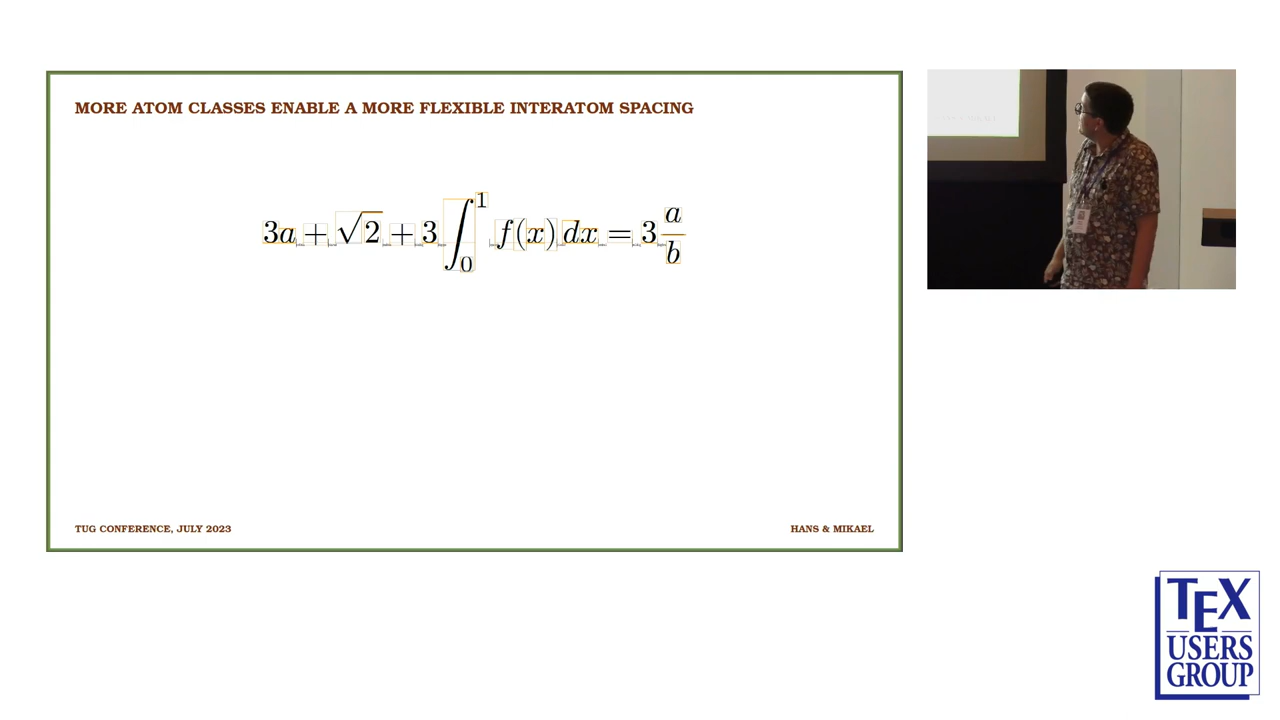 MORE ATOM CLASSES ENABLE A MORE FLEXIBLE INTERATOM SPACING
3a + √2 + 3 ∫₀¹ f(x) dx = 3 a/b
TUG CONFERENCE, JULY 2023
HANS & MIKAEL
TEX
USERS
GROUP